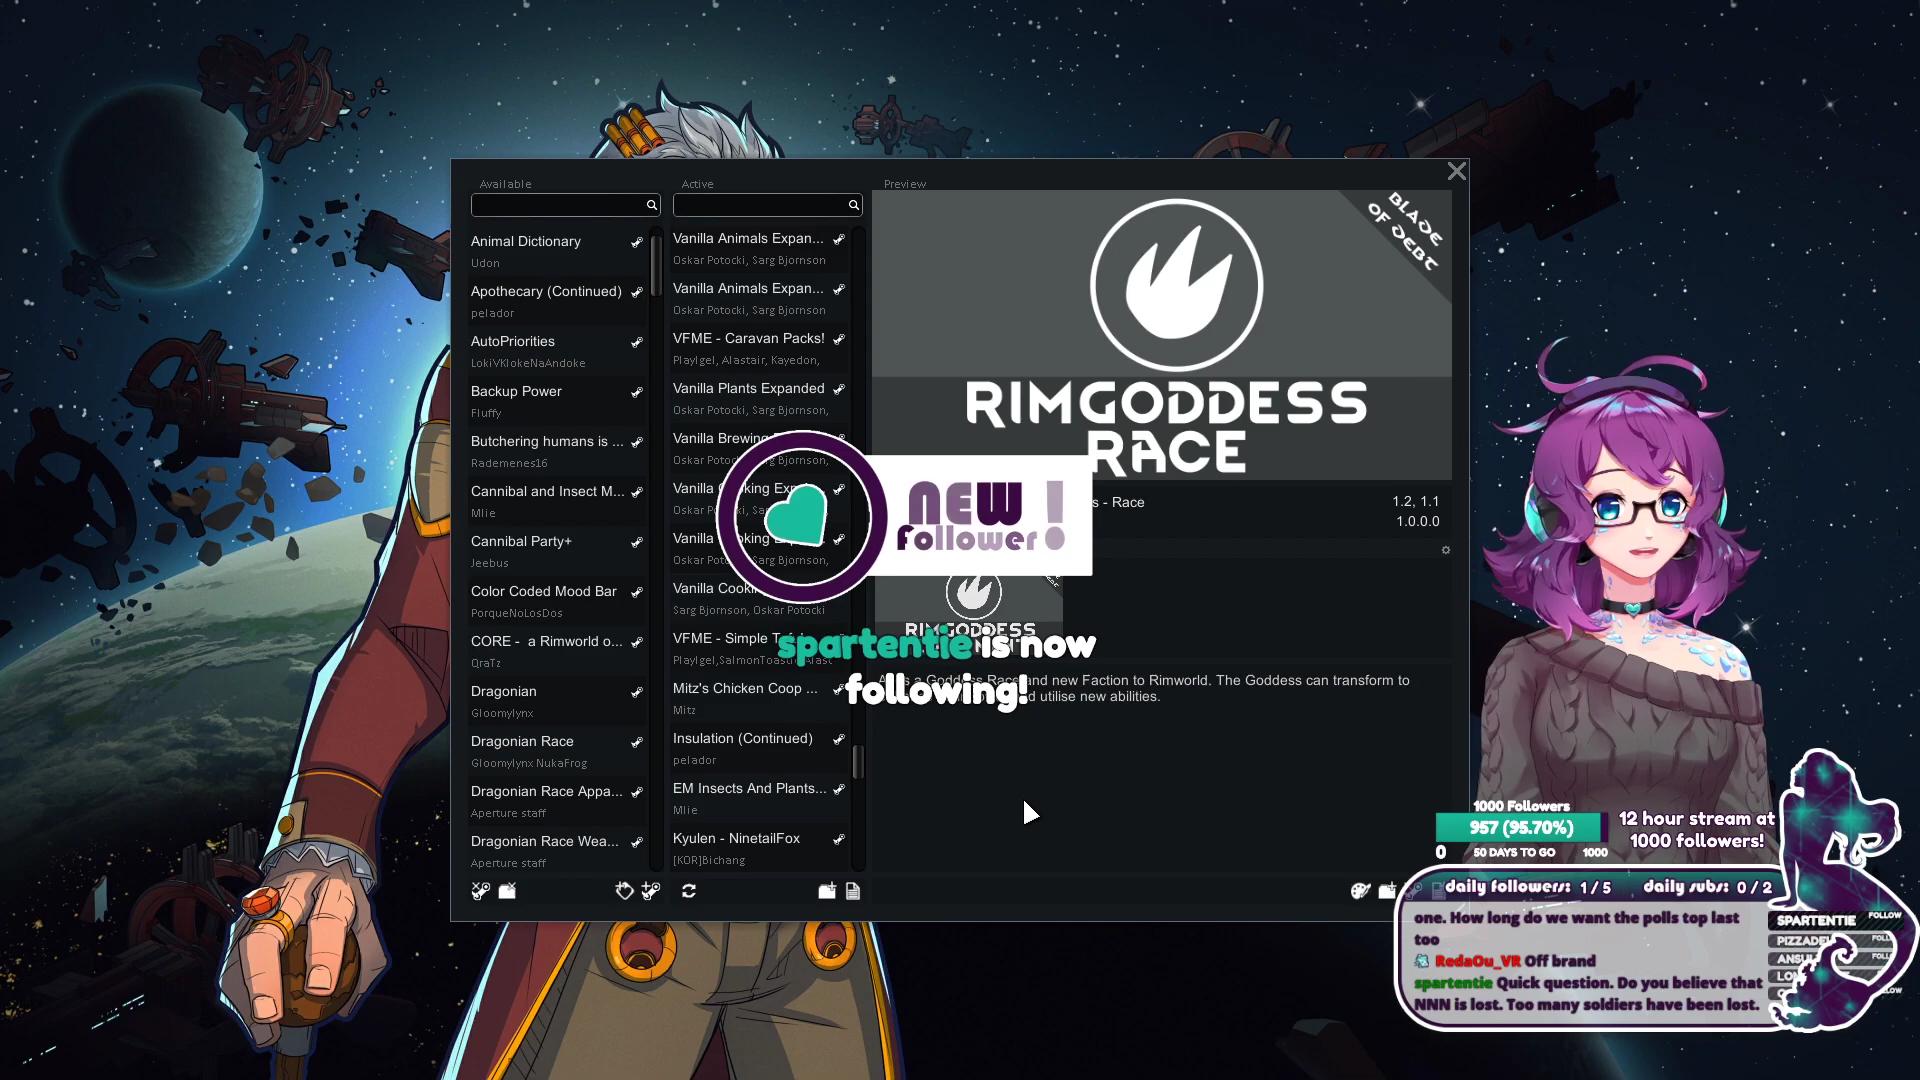 Available
Animal Dictionary
Udon
Apothecary (Continued)
pelador
AutoPriorities
LokiVKlokeNaAndoke
Backup Power
Fluffy
Butchering humans is ...
Rademenes16
Cannibal and Insect M...
Mlie
Cannibal Party+
Jeebus
Color Coded Mood Bar
PorqueNoLosDos
CORE - a Rimworld o...
QraTz
Dragonian
Gloomylynx
Dragonian Race
Gloomylynx NukaFrog
Dragonian Race Appa...
Aperture staff
Dragonian Race Wea...
Aperture staff
Active
Vanilla Animals Expan...
Oskar Potocki, Sarg Bjornson
Vanilla Animals Expan...
Oskar Potocki, Sarg Bjornson
VFME - Caravan Packs!
PlayIgel, Alastair, Kayedon,
Vanilla Plants Expanded
Oskar Potocki, Sarg Bjornson,
Vanilla Brewing
Vanilla
Vanilla
Sarg Bjornson, Oskar Potocki
VFME - Simple
Mitz's Chicken Coop ...
Mitz
Insulation (Continued)
pelador
EM Insects And Plants...
Mlie
Kyulen - NinetailFox
[KOR]Bichang
Preview
BLADE
OF DEBT
RIMGODDESS
RACE
- Race
1.2, 1.1
1.0.0.0
RIMGODDESS
a Goddess Race and new Faction to Rimworld. The Goddess can transform to
utilise new abilities.
NEW !
Follower
spartentie is now
following!
1000 Followers
957 (95.70%)
0 50 DAYS TO GO 1000
12 hour stream at
1000 followers!
daily followers: 1/5 daily subs: 0/2
one. How long do we want the polls top last
too
RedaOu_VR Off brand
spartentie Quick question. Do you believe that
NNN is lost. Too many soldiers have been lost.
SPARTENTIE FOLLOW